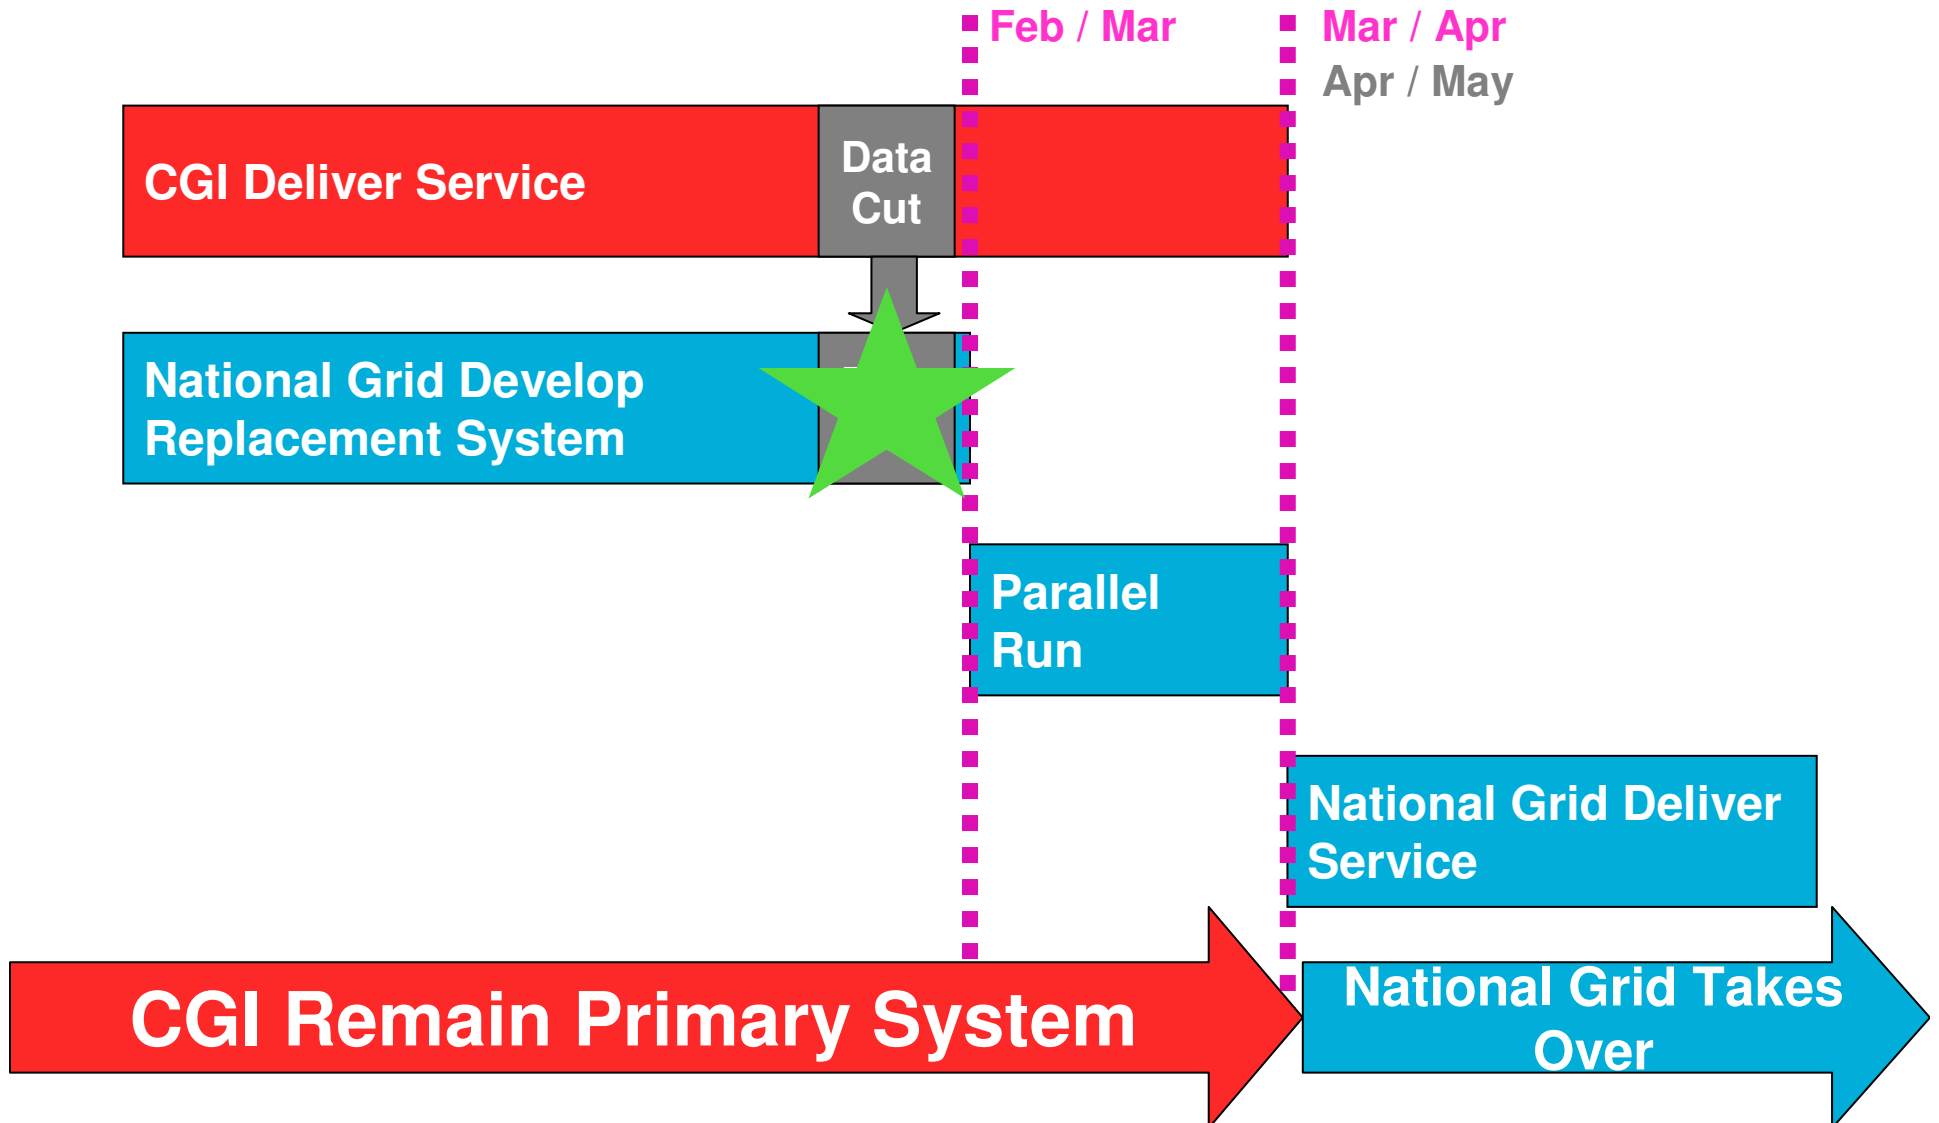 Feb / Mar
Mar / Apr
Apr / May
CGI Deliver Service
Data
Cut
National Grid Develop
Replacement System
Parallel
Run
National Grid Deliver
Service
CGI Remain Primary System
National Grid Takes
Over